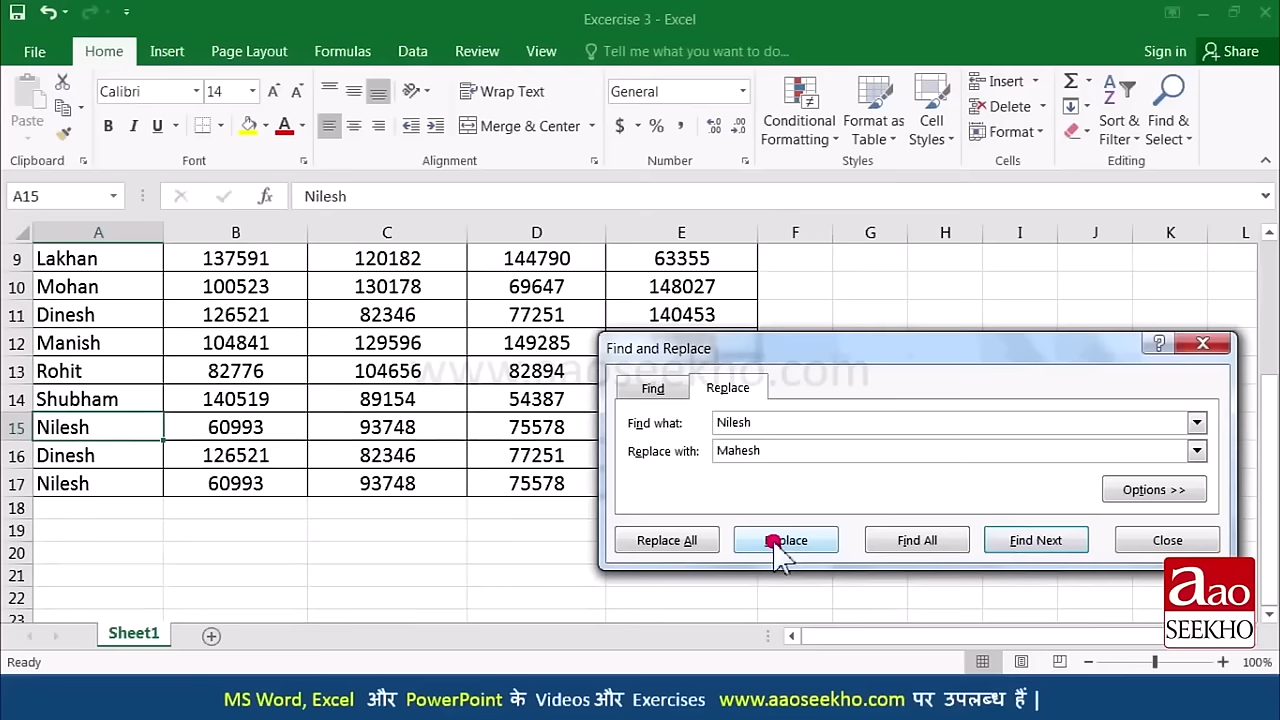 Excercise 3 - Excel
File Home Insert Page Layout Formulas Data Review View Tell me what you want to do... Sign in Share
Paste Calibri 14 Wrap Text General Conditional Formatting Format as Table Cell Styles Insert Sort & Filter Find & Select
B I U Merge & Center $ % , Delete
Format
Clipboard Font Alignment Number Styles Cells Editing
A15 fx Nilesh
A B C D E F G H I J K L
9 Lakhan 137591 120182 144790 63355
10 Mohan 100523 130178 69647 148027
11 Dinesh 126521 82346 77251 140453
12 Manish 104841 129596 149285
13 Rohit 82776 104656 82894
14 Shubham 140519 89154 54387
15 Nilesh 60993 93748 75578
16 Dinesh 126521 82346 77251
17 Nilesh 60993 93748 75578
18
19
20
21
22
23
www.aaoseekho.com
Find and Replace ?
Find Replace
Find what: Nilesh
Replace with: Mahesh
Options >>
Replace All Replace Find All Find Next Close
aao
SEEKHO
Sheet1
Ready 100%
MS Word, Excel और PowerPoint के Videos और Exercises www.aaoseekho.com पर उपलब्ध हैं |